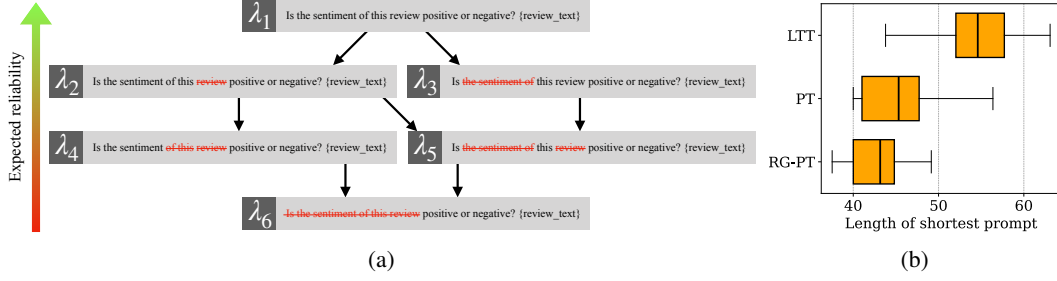 Expected reliability
λ1 Is the sentiment of this review positive or negative? {review_text}
λ2 Is the sentiment of this review positive or negative? {review_text}
λ3 Is the sentiment of this review positive or negative? {review_text}
λ4 Is the sentiment of this review positive or negative? {review_text}
λ5 Is the sentiment of this review positive or negative? {review_text}
λ6 Is the sentiment of this review positive or negative? {review_text}
(a)
LTT
PT
RG-PT
40 50 60
Length of shortest prompt
(b)